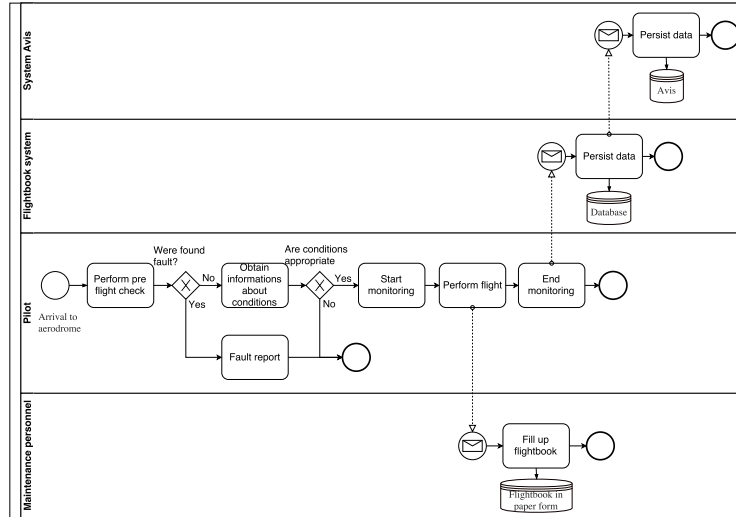 System Avis
Persist data
Avis
Flightbook system
Persist data
Database
Pilot
Were found
fault?
Are conditions
appropriate
Perform pre
flight check
No
Obtain
informations
about
conditions
Yes
Start
monitoring
Perform flight
End
monitoring
Yes
No
Arrival to
aerodrome
Fault report
Maintenance personnel
Fill up
flightbook
Flightbook in
paper form